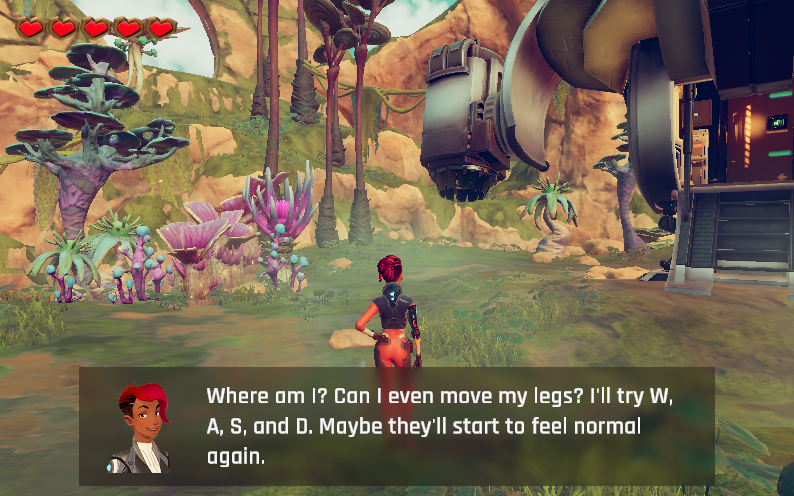 Where am I? Can I even move my legs? I'll try W,
A, S, and D. Maybe they'll start to feel normal
again.